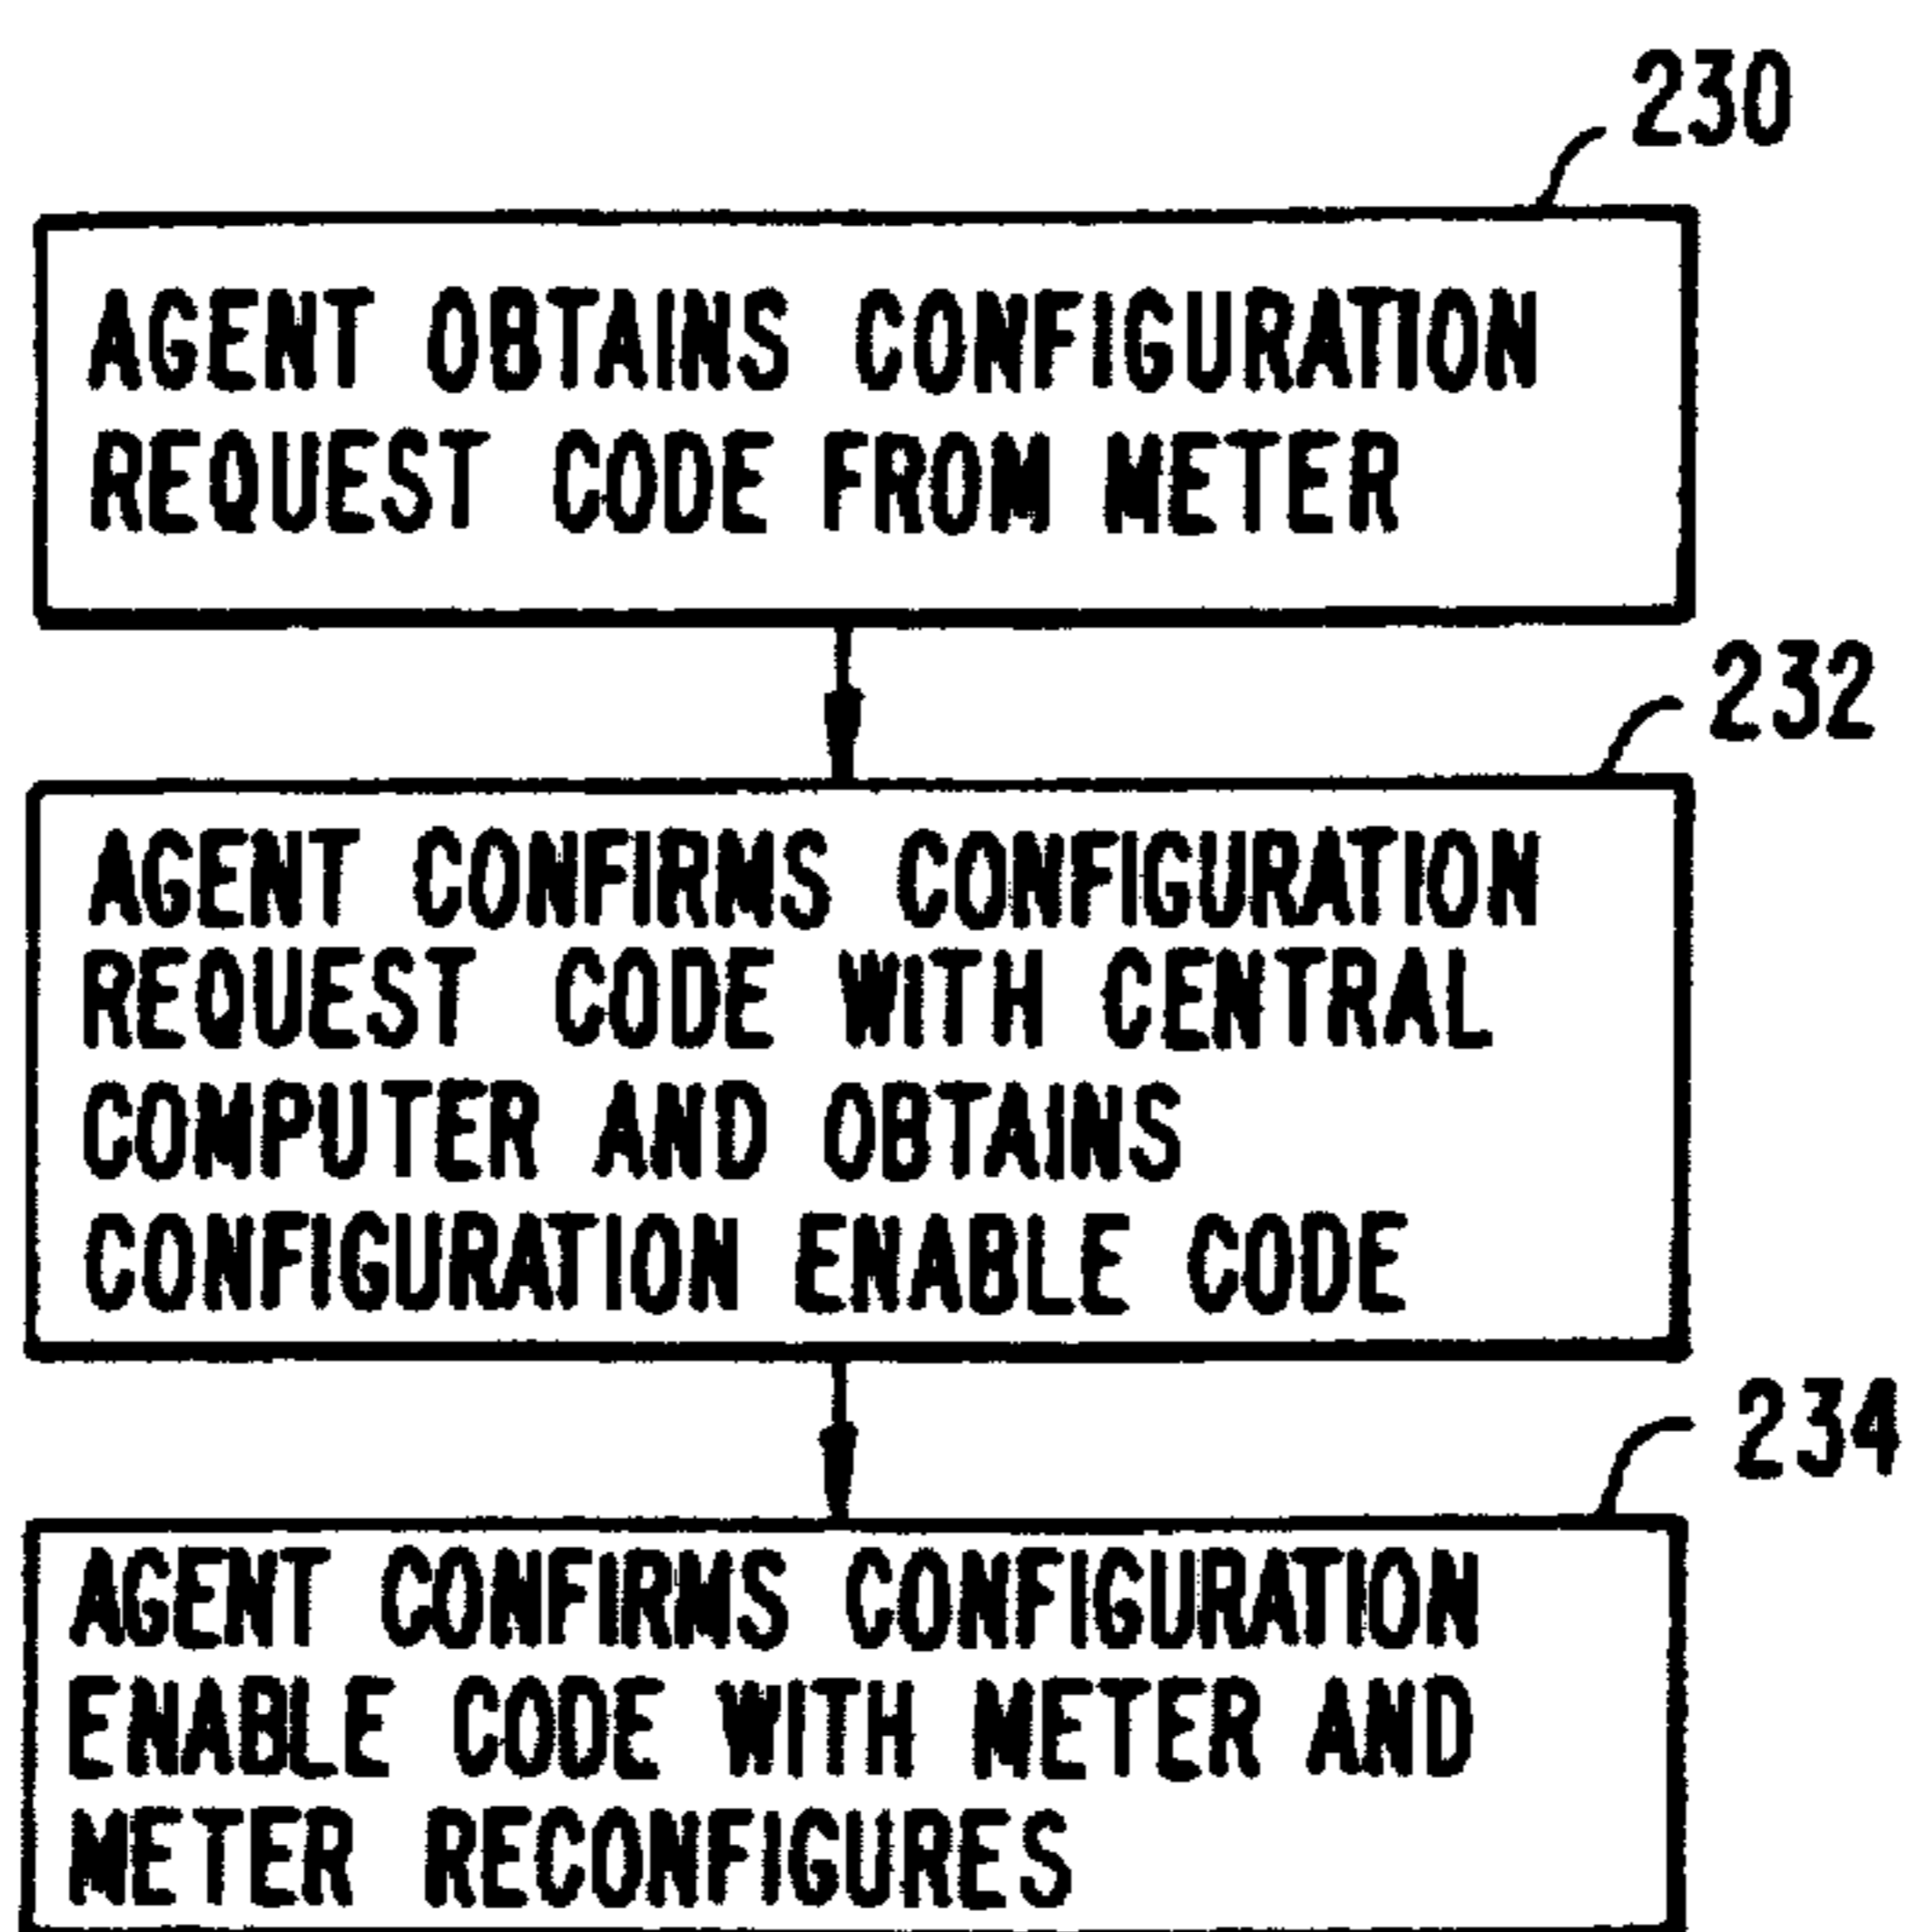 230
AGENT OBTAINS CONFIGURATION
REQUEST CODE FROM METER
232
AGENT CONFIRMS CONFIGURATION
REQUEST CODE WITH CENTRAL
COMPUTER AND OBTAINS
CONFIGURATION ENABLE CODE
234
AGENT CONFIRMS CONFIGURATION
ENABLE CODE WITH METER AND
METER RECONFIGURES